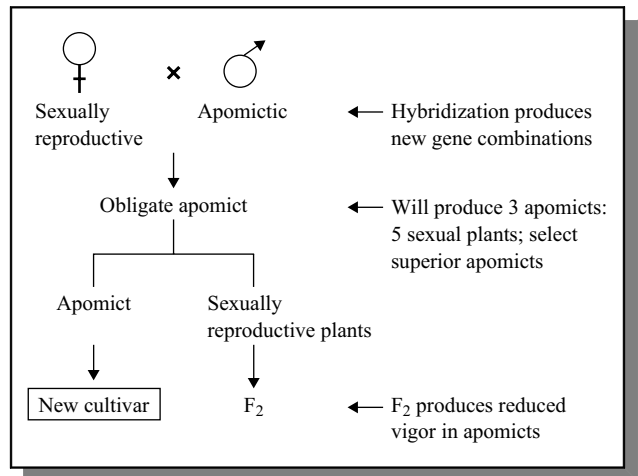 ×
Sexually
reproductive
Apomictic
Hybridization produces
new gene combinations
Obligate apomict
Will produce 3 apomicts:
5 sexual plants; select
superior apomicts
Apomict
Sexually
reproductive plants
New cultivar
F₂
F₂ produces reduced
vigor in apomicts